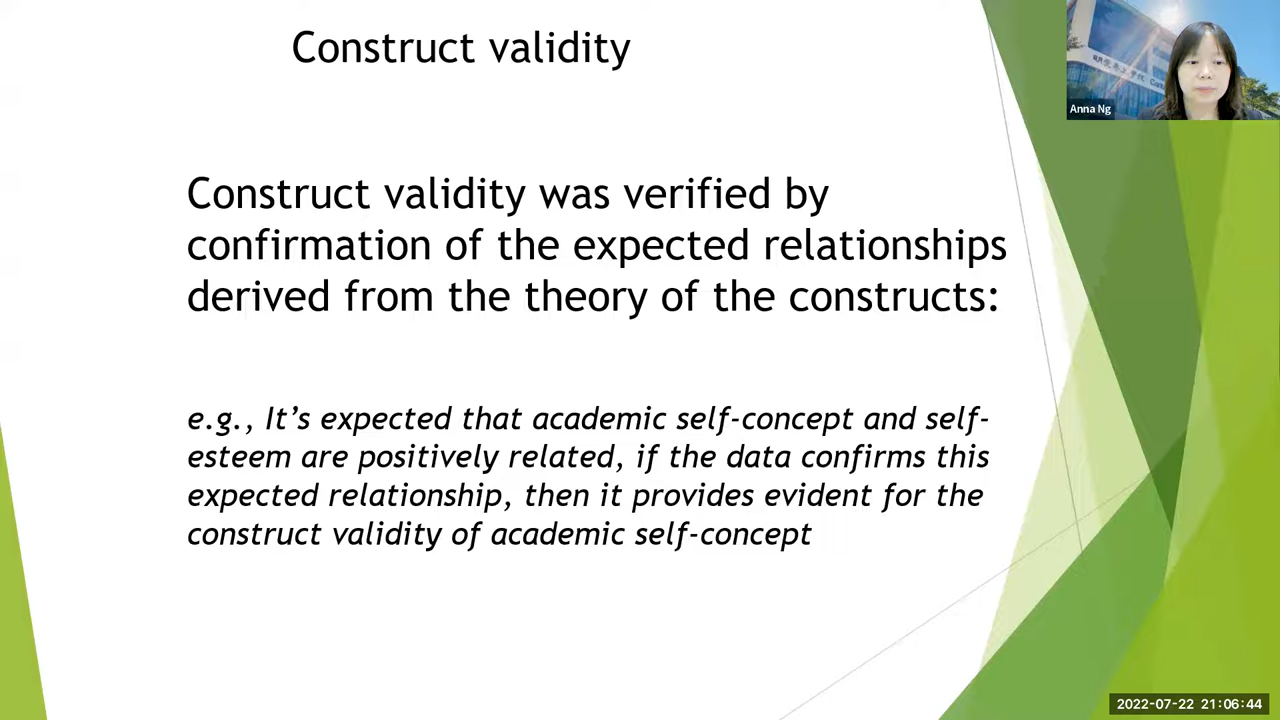 Construct validity
Anna Ng
Construct validity was verified by
confirmation of the expected relationships
derived from the theory of the constructs:
e.g., It’s expected that academic self-concept and self-
esteem are positively related, if the data confirms this
expected relationship, then it provides evident for the
construct validity of academic self-concept
2022-07-22 21:06:44